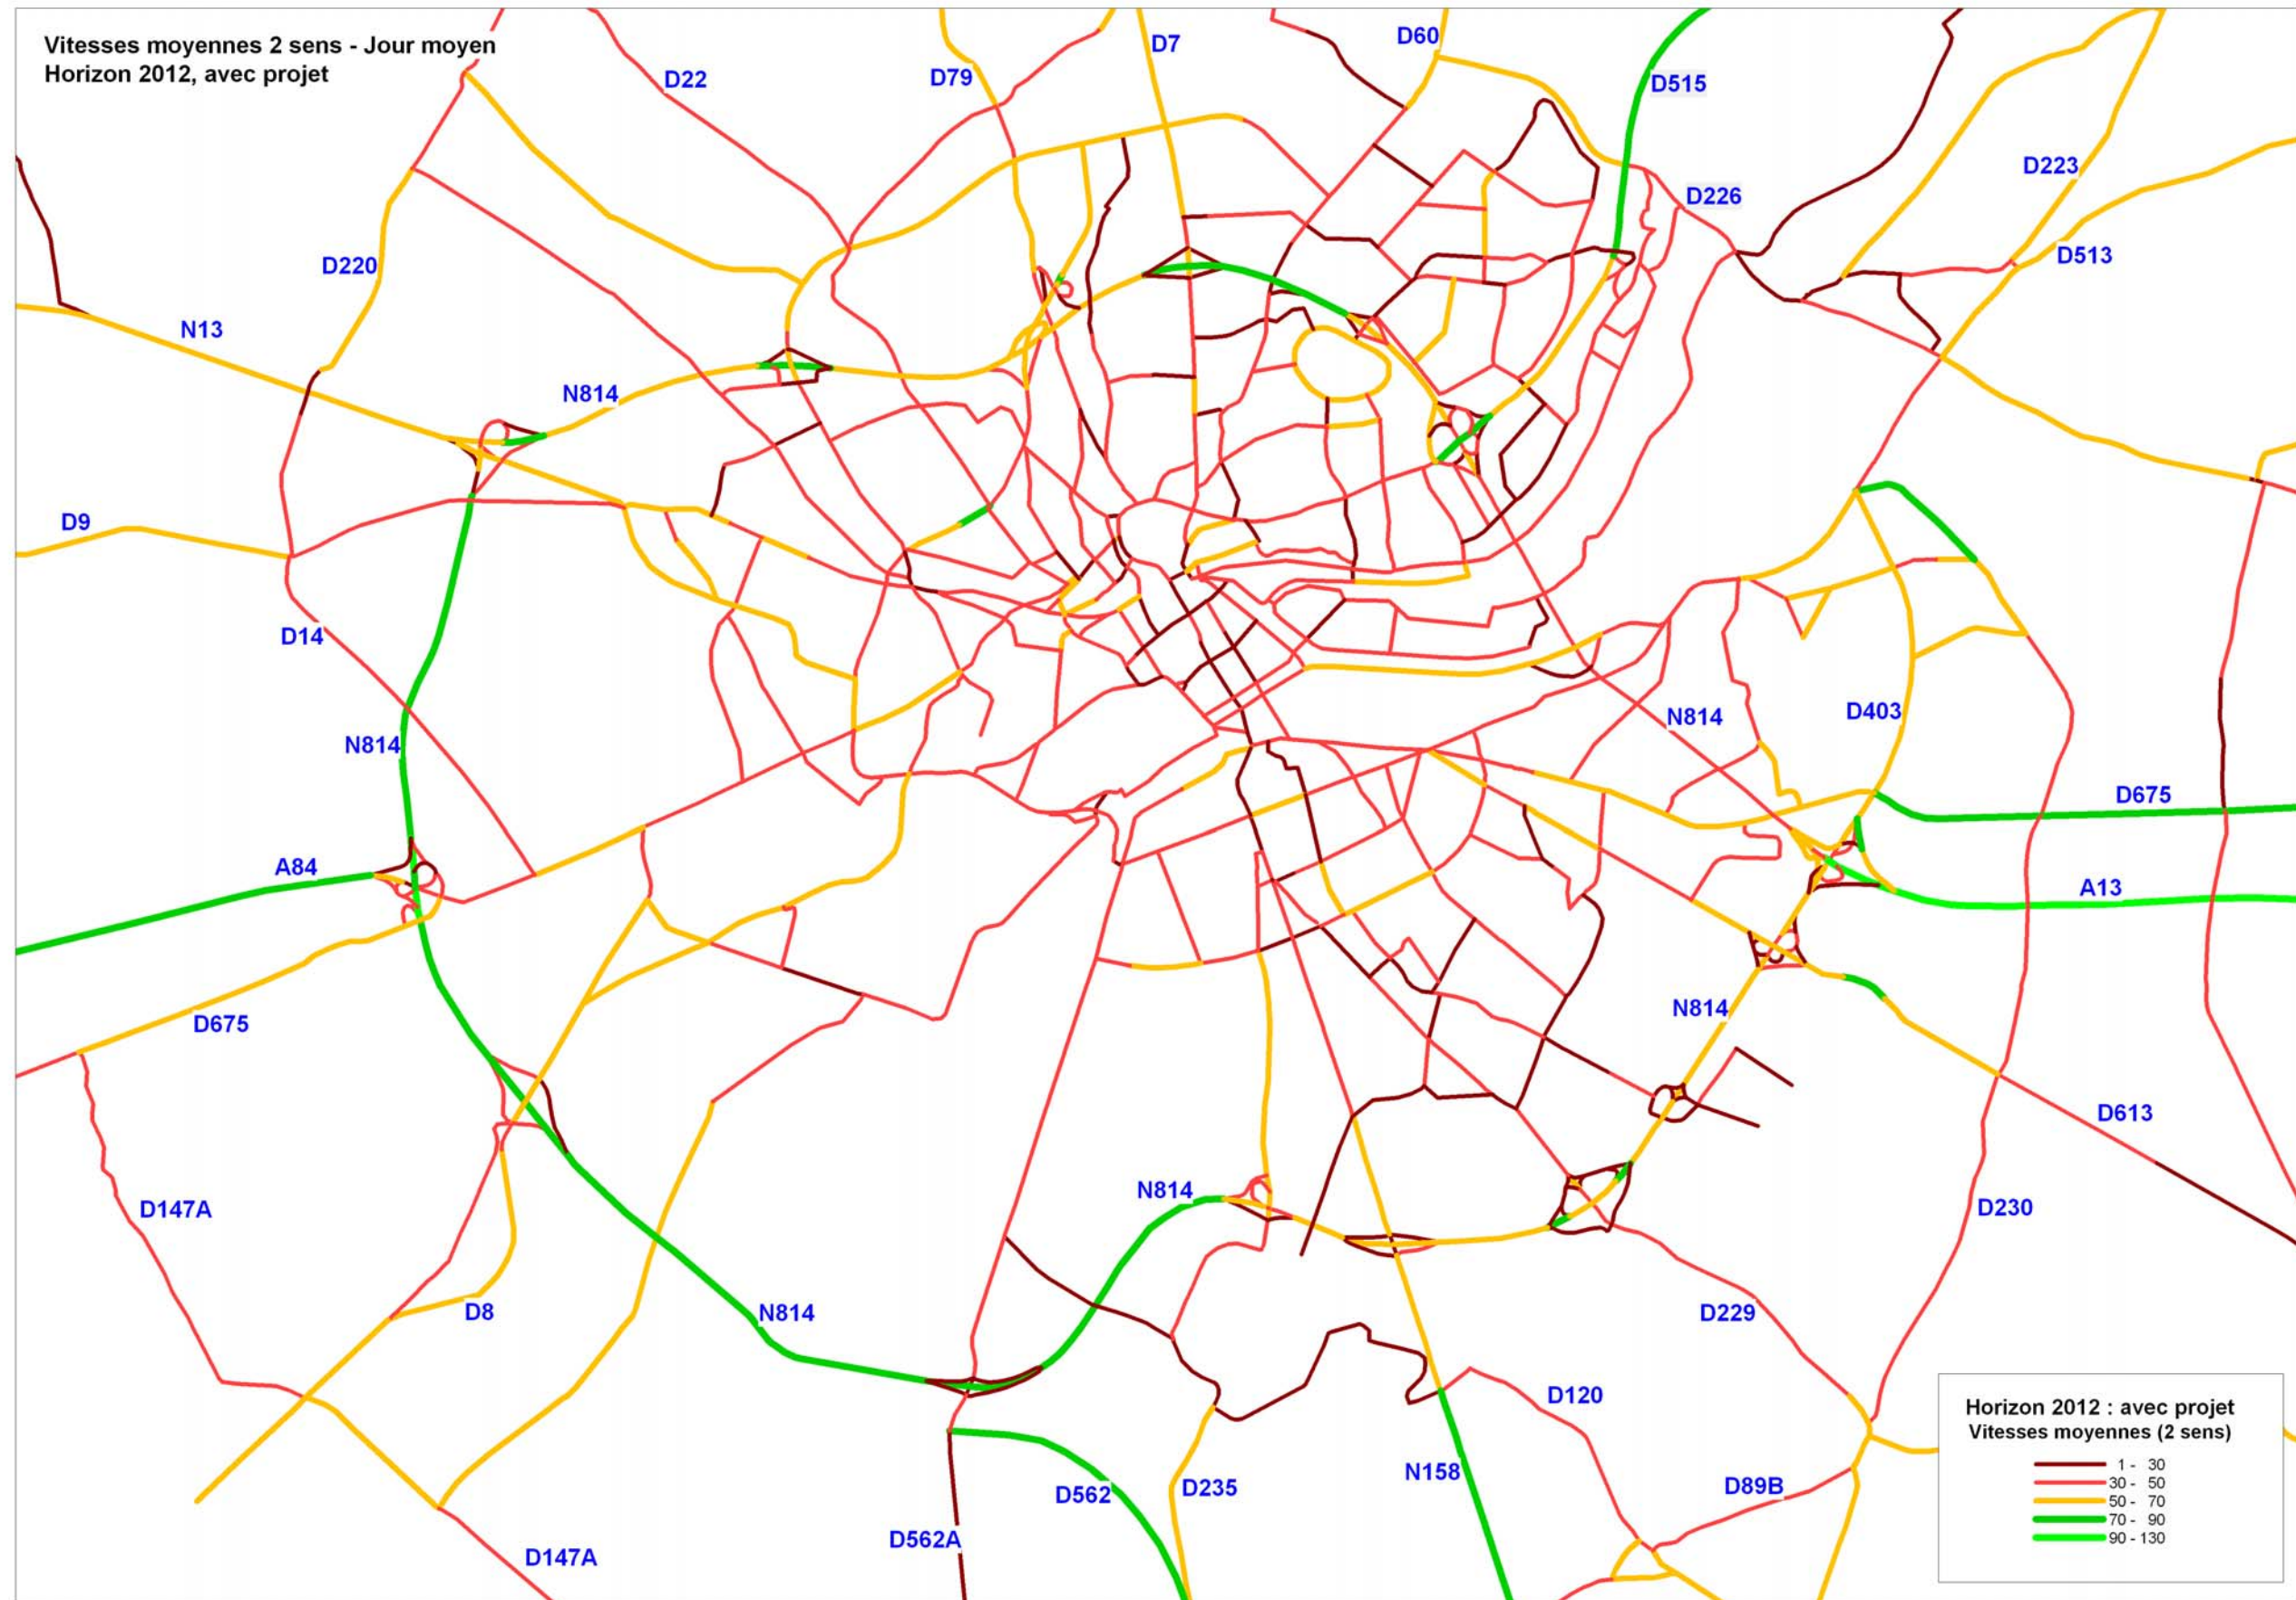 Vitesses moyennes 2 sens - Jour moyen
Horizon 2012, avec projet
D22
D79
D7
D60
D515
D226
D223
D513
D220
N13
N814
D9
D14
N814
N814
D403
D675
A84
A13
D675
N814
D613
D147A
N814
D230
D8
N814
D229
D120
N158
D89B
D562
D235
D562A
D147A
Horizon 2012 : avec projet
Vitesses moyennes (2 sens)
1 - 30
30 - 50
50 - 70
70 - 90
90 - 130